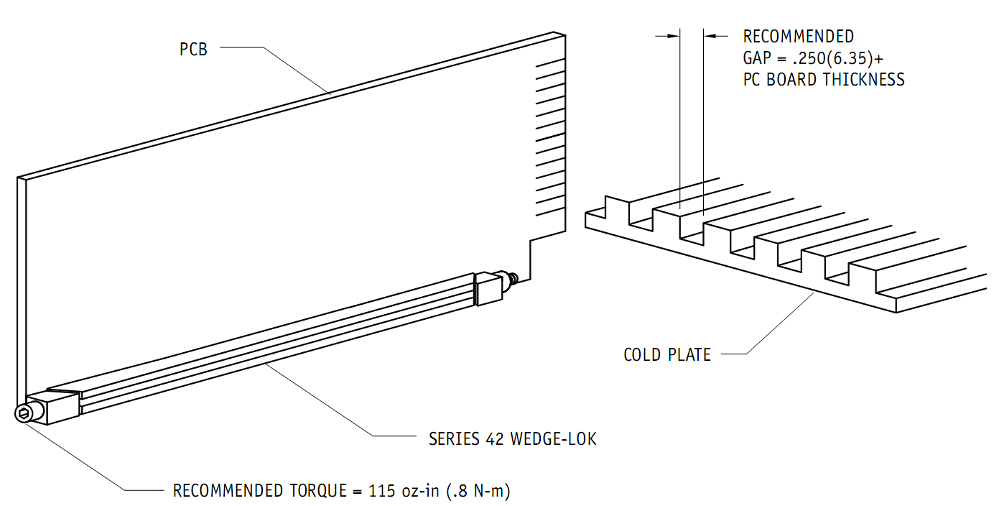 PCB
RECOMMENDED
GAP = .250(6.35)+
PC BOARD THICKNESS
COLD PLATE
SERIES 42 WEDGE-LOK
RECOMMENDED TORQUE = 115 oz-in (.8 N-m)